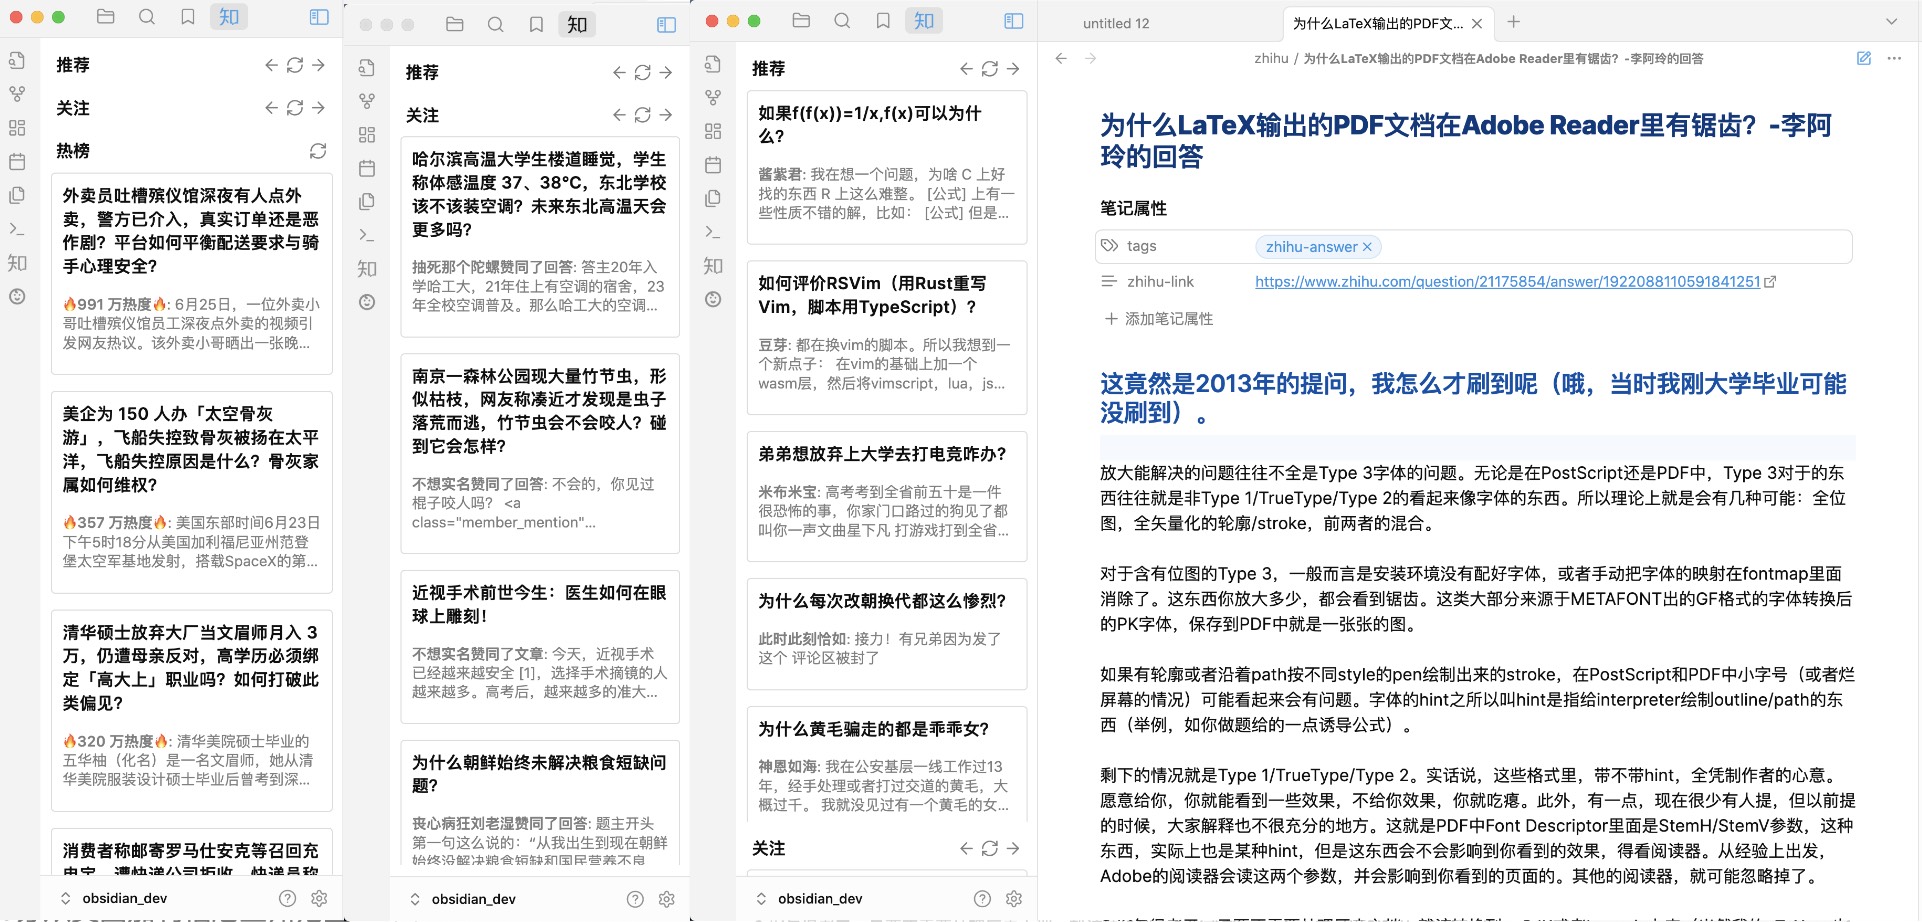 知
推荐
关注
热榜
外卖员吐槽殡仪馆深夜有人点外
卖，警方已介入，真实订单还是恶
作剧？平台如何平衡配送要求与骑
手心理安全？
🔥991 万热度🔥: 6月25日，一位外卖小
哥吐槽殡仪馆员工深夜点外卖的视频引
发网友热议。该外卖小哥晒出一张晚...
美企为 150 人办「太空骨灰
游」，飞船失控致骨灰被扬在太平
洋，飞船失控原因是什么？骨灰家
属如何维权？
🔥357 万热度🔥: 美国东部时间6月23日
下午5时18分从美国加利福尼亚州范登
堡太空军基地发射，搭载SpaceX的第...
清华硕士放弃大厂当文眉师月入 3
万，仍遭母亲反对，高学历必须绑
定「高大上」职业吗？如何打破此
类偏见？
🔥320 万热度🔥: 清华美院硕士毕业的
五华柚（化名）是一名文眉师，她从清
华美院服装设计硕士毕业后曾考到深...
消费者称邮寄罗马仕安克等召回充
知
obsidian_dev
知
推荐
关注
哈尔滨高温大学生楼道睡觉，学生
称体感温度 37、38℃，东北学校
该不该装空调？未来东北高温天会
更多吗？
抽死那个陀螺赞同了回答: 答主20年入
学哈工大，21年住上有空调的宿舍，23
年全校空调普及。那么哈工大的空调...
南京一森林公园现大量竹节虫，形
似枯枝，网友称凑近才发现是虫子
落荒而逃，竹节虫会不会咬人？碰
到它会怎样？
不想实名赞同了回答: 不会的，你见过
棍子咬人吗？ <a
class="member_mention"...
近视手术前世今生：医生如何在眼
球上雕刻！
不想实名赞同了文章: 今天，近视手术
已经越来越安全 [1]，选择手术摘镜的人
越来越多。高考后，越来越多的准大...
为什么朝鲜始终未解决粮食短缺问
题？
丧心病狂刘老湿赞同了回答: 题主开头
第一句这么说的：“从我出生到现在朝鲜
始终没解决粮食短缺和国民营养不良
知
obsidian_dev
知
推荐
如果f(f(x))=1/x,f(x)可以为什
么？
酱紫君: 我在想一个问题，为啥 C 上好
找的东西 R 上这么难整。 [公式] 上有一
些性质不错的解，比如： [公式] 但是...
如何评价RSVim（用Rust重写
Vim，脚本用TypeScript）？
豆芽: 都在换vim的脚本。所以我想到一
个新点子： 在vim的基础上加一个
wasm层，然后将vimscript，lua，js...
弟弟想放弃上大学去打电竞咋办？
米布米宝: 高考考到全省前五十是一件
很恐怖的事，你家门口路过的狗见了都
叫你一声文曲星下凡 打游戏打到全省...
为什么每次改朝换代都这么惨烈？
此时此刻恰如: 接力！有兄弟因为发了
这个 评论区被封了
为什么黄毛骗走的都是乖乖女？
神恩如海: 我在公安基层一线工作过13
年，经手处理或者打过交道的黄毛，大
概过千。 我就没见过有一个黄毛的女...
关注
知
obsidian_dev
untitled 12
为什么LaTeX输出的PDF文...
zhihu / 为什么LaTeX输出的PDF文档在Adobe Reader里有锯齿？-李阿玲的回答
为什么LaTeX输出的PDF文档在Adobe Reader里有锯齿？-李阿
玲的回答
笔记属性
tags zhihu-answer
zhihu-link https://www.zhihu.com/question/21175854/answer/1922088110591841251
添加笔记属性
这竟然是2013年的提问，我怎么才刷到呢（哦，当时我刚大学毕业可能
没刷到）。
放大能解决的问题往往不全是Type 3字体的问题。无论是在PostScript还是PDF中，Type 3对于的东
西往往就是非Type 1/TrueType/Type 2的看起来像字体的东西。所以理论上就是会有几种可能：全位
图，全矢量化的轮廓/stroke，前两者的混合。
对于含有位图的Type 3，一般而言是安装环境没有配好字体，或者手动把字体的映射在fontmap里面
消除了。这东西你放大多少，都会看到锯齿。这类大部分来源于METAFONT出的GF格式的字体转换后
的PK字体，保存到PDF中就是一张张的图。
如果有轮廓或者沿着path按不同style的pen绘制出来的stroke，在PostScript和PDF中小字号（或者烂
屏幕的情况）可能看起来会有问题。字体的hint之所以叫hint是指给interpreter绘制outline/path的东
西（举例，如你做题给的一点诱导公式）。
剩下的情况就是Type 1/TrueType/Type 2。实话说，这些格式里，带不带hint，全凭制作者的心意。
愿意给你，你就能看到一些效果，不给你效果，你就吃瘪。此外，有一点，现在很少有人提，但以前提
的时候，大家解释也不很充分的地方。这就是PDF中Font Descriptor里面是StemH/StemV参数，这种
东西，实际上也是某种hint，但是这东西会不会影响到你看到的效果，得看阅读器。从经验上出发，
Adobe的阅读器会读这两个参数，并会影响到你看到的页面的。其他的阅读器，就可能忽略掉了。